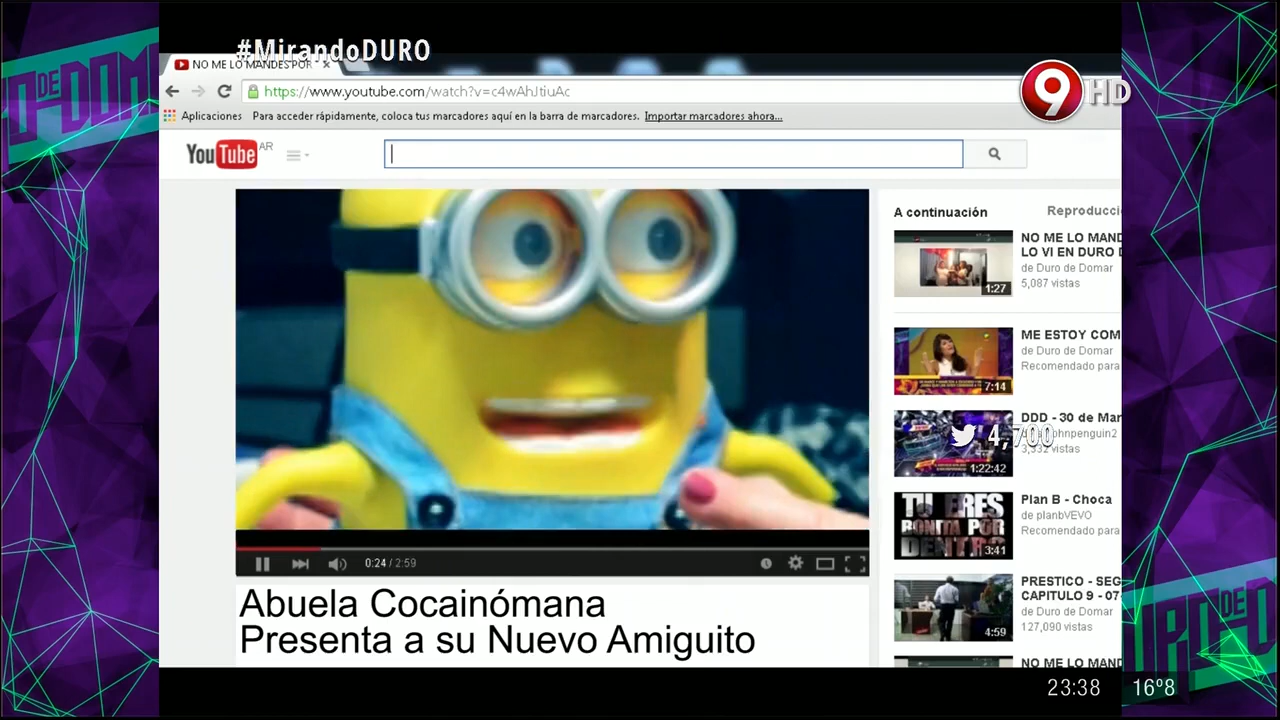 #MirandoDURO
NO ME LO MANDES POR
https://www.youtube.com/watch?v=c4wAhJtiuAc
9 HD
Aplicaciones Para acceder rápidamente, coloca tus marcadores aquí en la barra de marcadores. Importar marcadores ahora...
YouTube AR
A continuación Reproducci
NO ME LO MAND
LO VI EN DURO D
de Duro de Domar
5,087 vistas
1:27
ME ESTOY COM
de Duro de Domar
Recomendado para
7:14
DDD - 30 de Mar
4,700
3,332 vistas
1:22:42
Plan B - Choca
de planbVEVO
Recomendado para
TU ERES
BONITA POR
DENTRO
3:41
PRESTICO - SEG
CAPITULO 9 - 07
de Duro de Domar
127,090 vistas
4:59
NO ME LO MAND
0:24 / 2:59
Abuela Cocainómana
Presenta a su Nuevo Amiguito
23:38 16º8